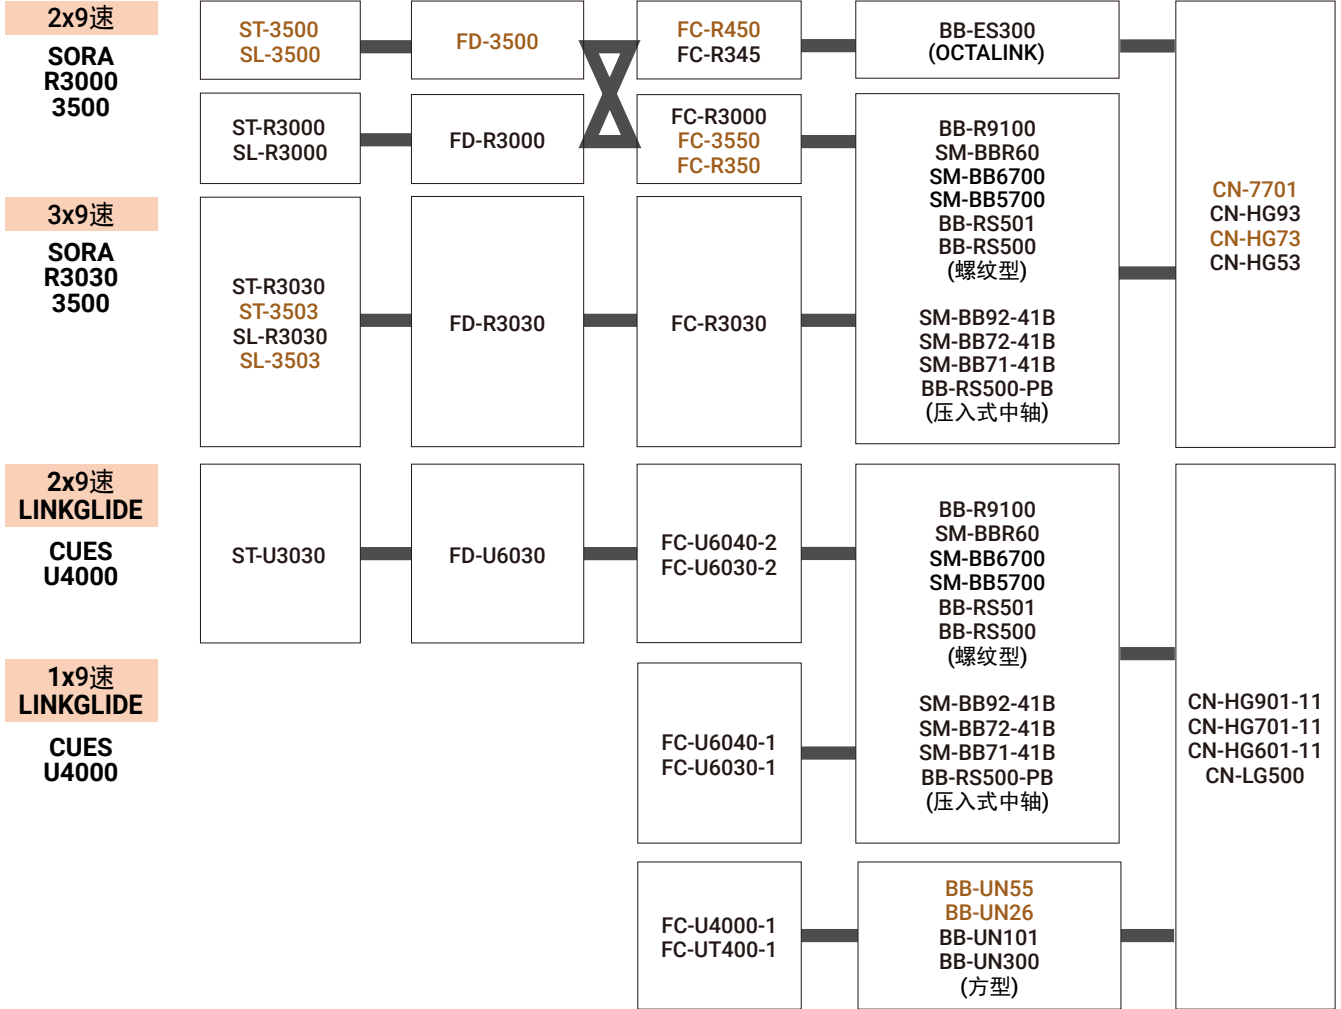 2x9速
SORA
R3000
3500
ST-3500
SL-3500
FD-3500
FC-R450
FC-R345
BB-ES300
(OCTALINK)
ST-R3000
SL-R3000
FD-R3000
FC-R3000
FC-3550
FC-R350
BB-R9100
SM-BBR60
SM-BB6700
SM-BB5700
BB-RS501
BB-RS500
(螺纹型)
SM-BB92-41B
SM-BB72-41B
SM-BB71-41B
BB-RS500-PB
(压入式中轴)
CN-7701
CN-HG93
CN-HG73
CN-HG53
3x9速
SORA
R3030
3500
ST-R3030
ST-3503
SL-R3030
SL-3503
FD-R3030
FC-R3030
2x9速
LINKGLIDE
CUES
U4000
ST-U3030
FD-U6030
FC-U6040-2
FC-U6030-2
BB-R9100
SM-BBR60
SM-BB6700
SM-BB5700
BB-RS501
BB-RS500
(螺纹型)
SM-BB92-41B
SM-BB72-41B
SM-BB71-41B
BB-RS500-PB
(压入式中轴)
CN-HG901-11
CN-HG701-11
CN-HG601-11
CN-LG500
1x9速
LINKGLIDE
CUES
U4000
FC-U6040-1
FC-U6030-1
FC-U4000-1
FC-UT400-1
BB-UN55
BB-UN26
BB-UN101
BB-UN300
(方型)